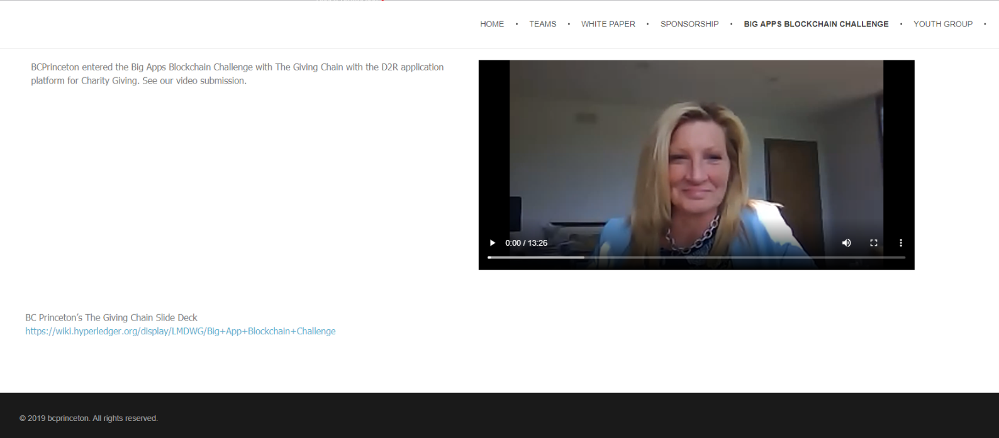 HOME • TEAMS • WHITE PAPER • SPONSORSHIP • BIG APPS BLOCKCHAIN CHALLENGE • YOUTH GROUP •
BCPrinceton entered the Big Apps Blockchain Challenge with The Giving Chain with the D2R application
platform for Charity Giving. See our video submission.
0:00 / 13:26
BC Princeton’s The Giving Chain Slide Deck
https://wiki.hyperledger.org/display/LMDWG/Big+App+Blockchain+Challenge
© 2019 bcprinceton. All rights reserved.